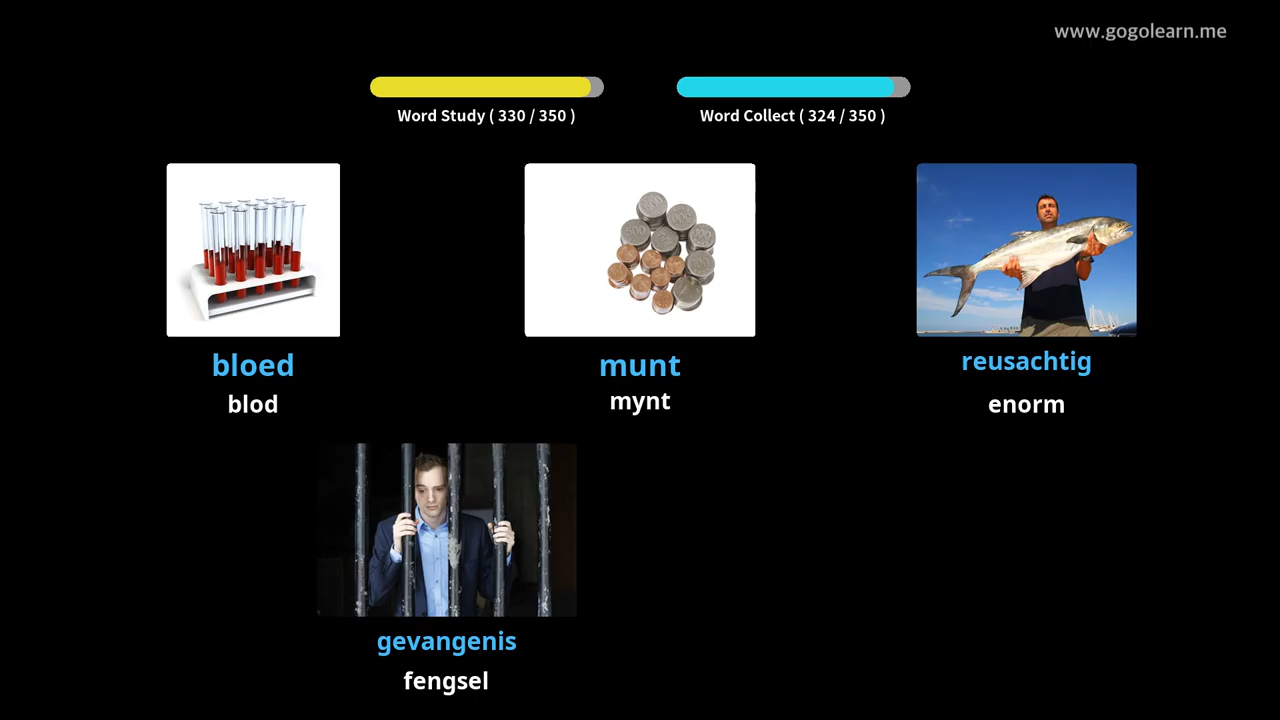 www.gogolearn.me
Word Study ( 330 / 350 )
Word Collect ( 324 / 350 )
bloed
blod
munt
mynt
reusachtig
enorm
gevangenis
fengsel